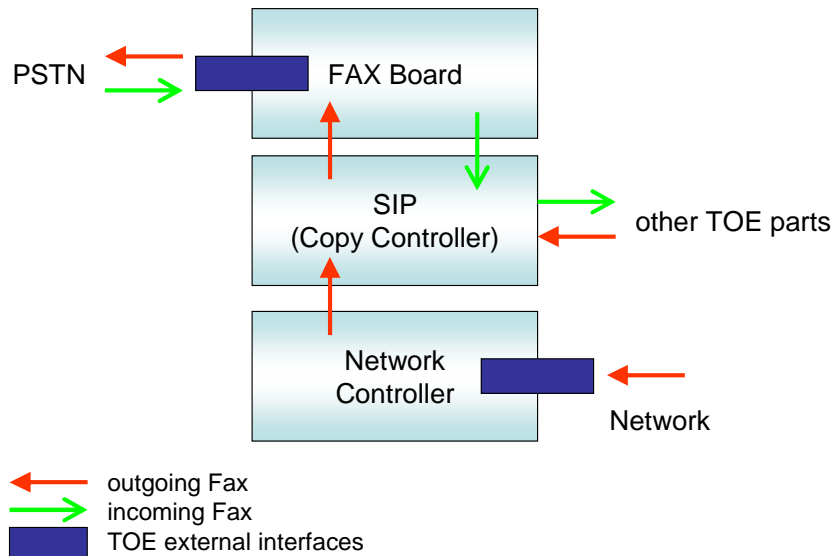 PSTN
FAX Board
SIP
(Copy Controller)
other TOE parts
Network
Controller
Network
outgoing Fax
incoming Fax
TOE external interfaces